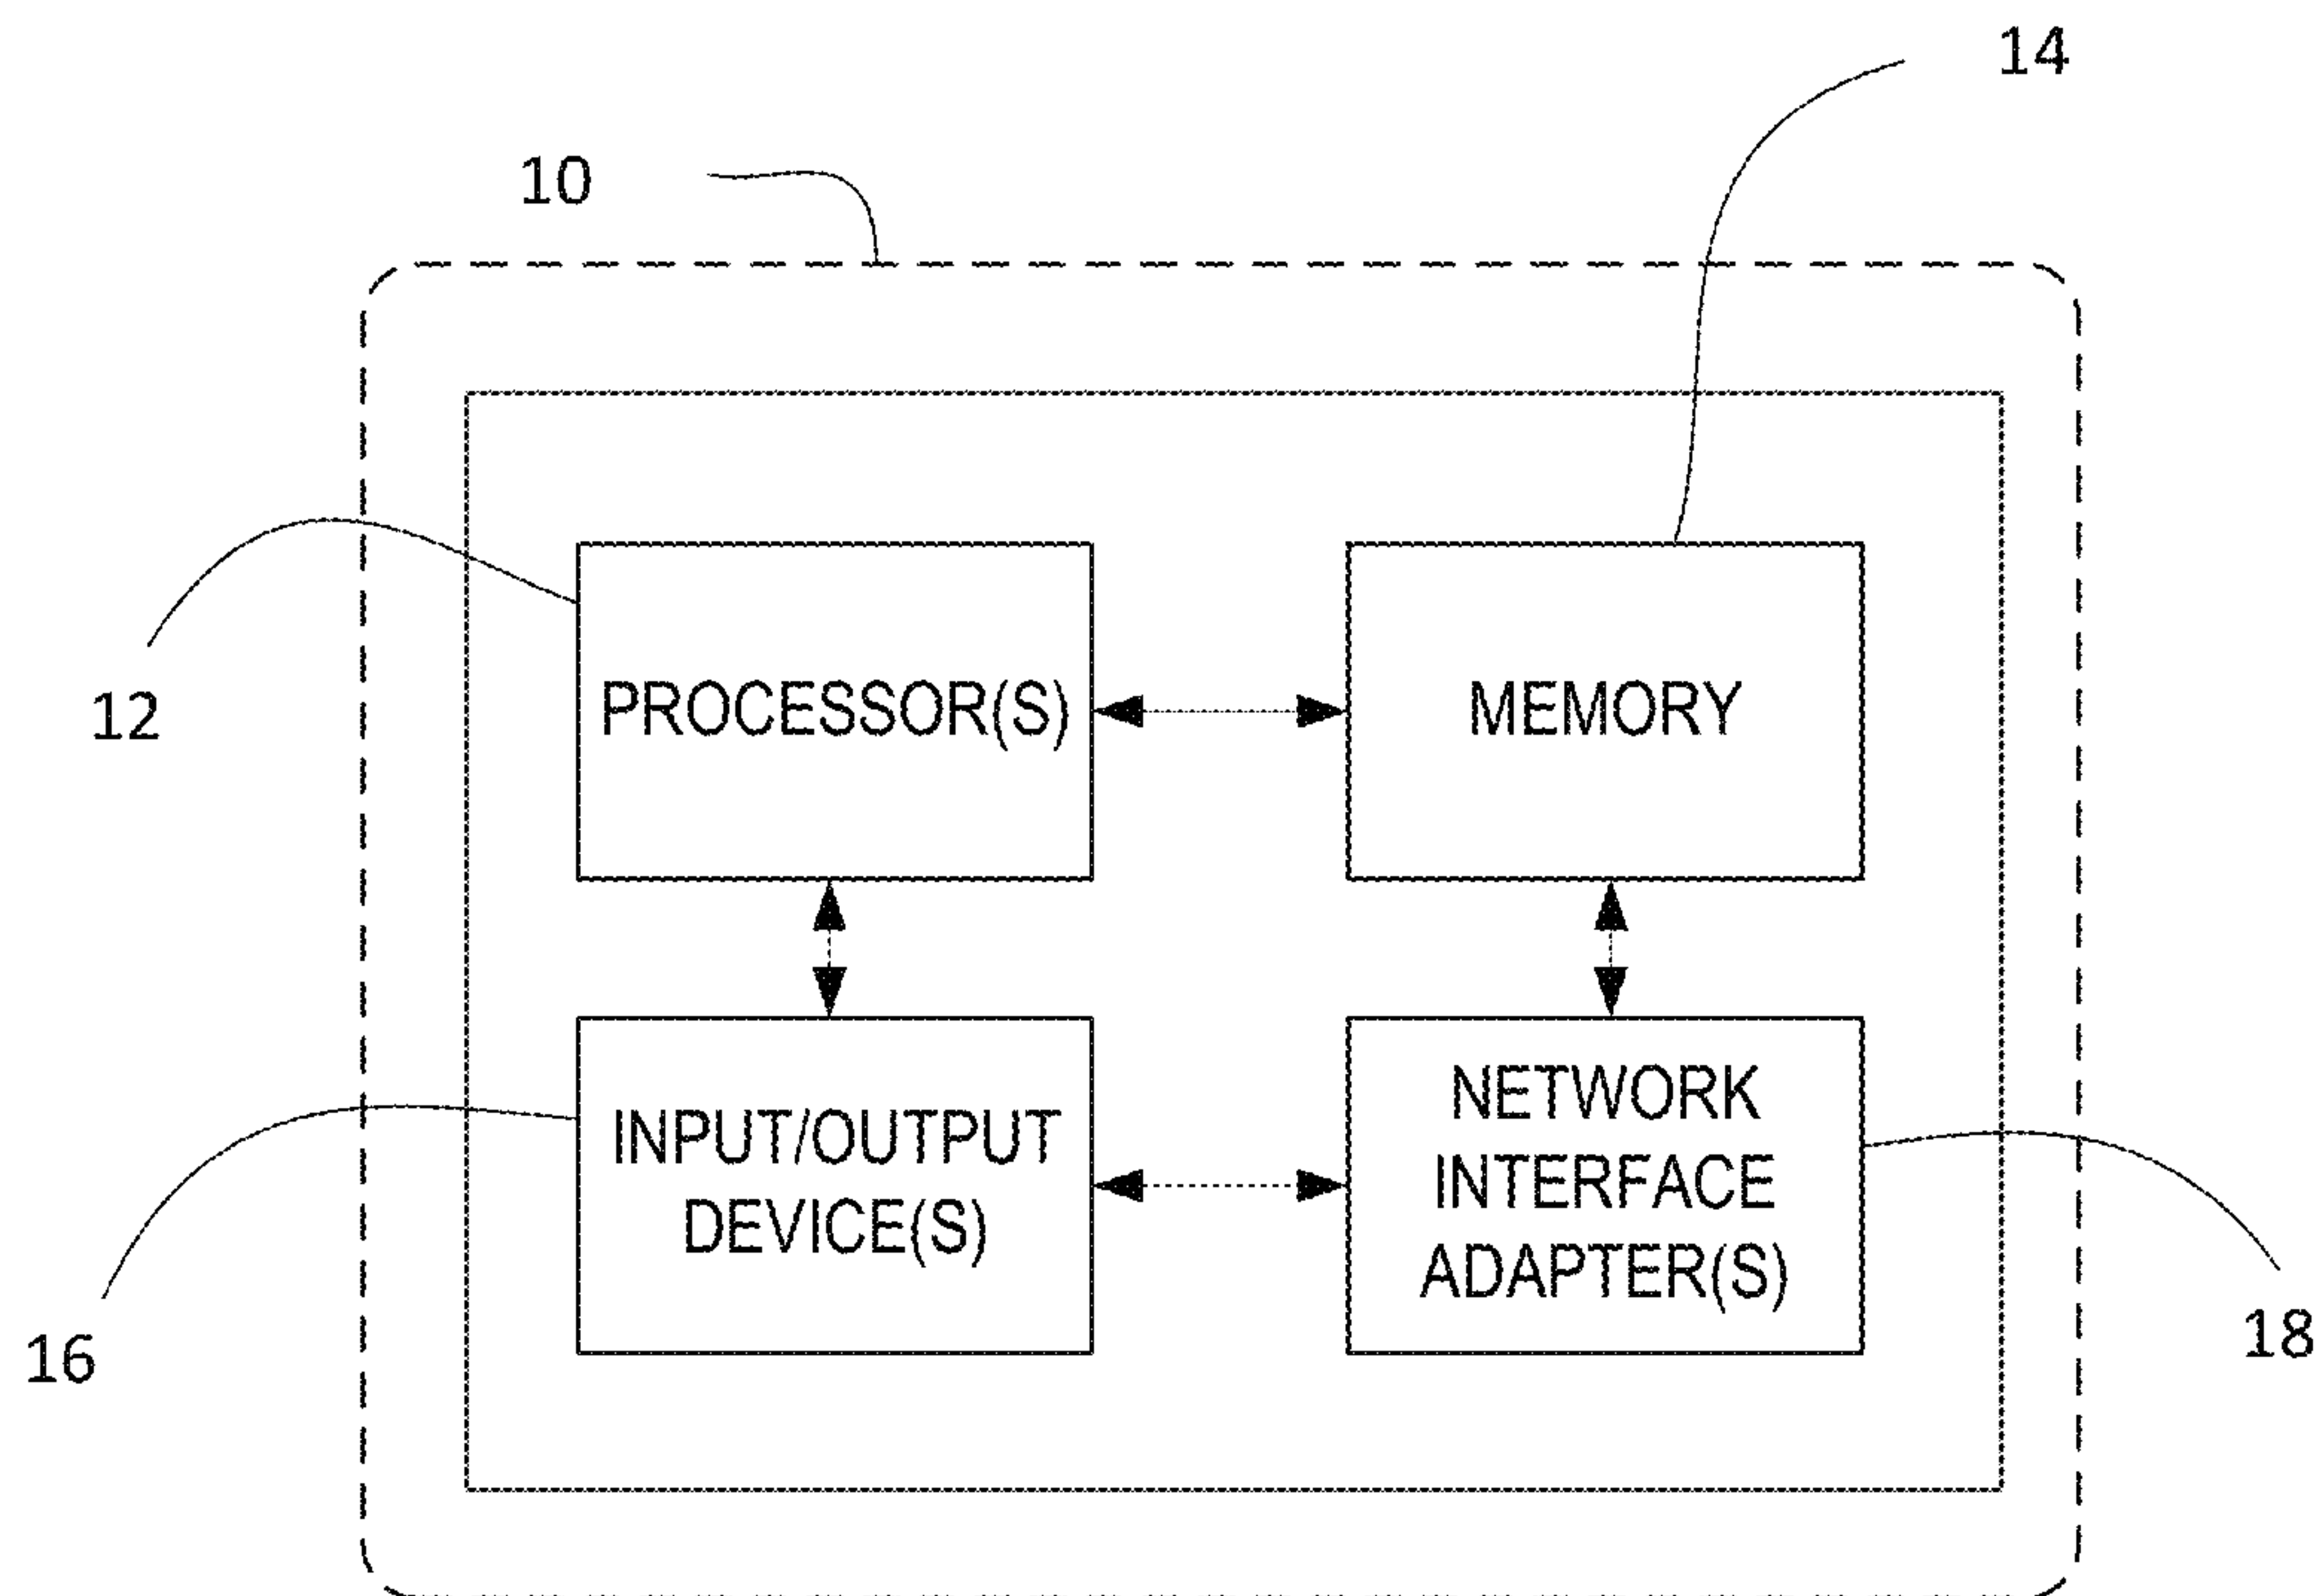 14
10
12
PROCESSOR(S)
MEMORY
INPUT/OUTPUT
DEVICE(S)
NETWORK
INTERFACE
ADAPTER(S)
16
18